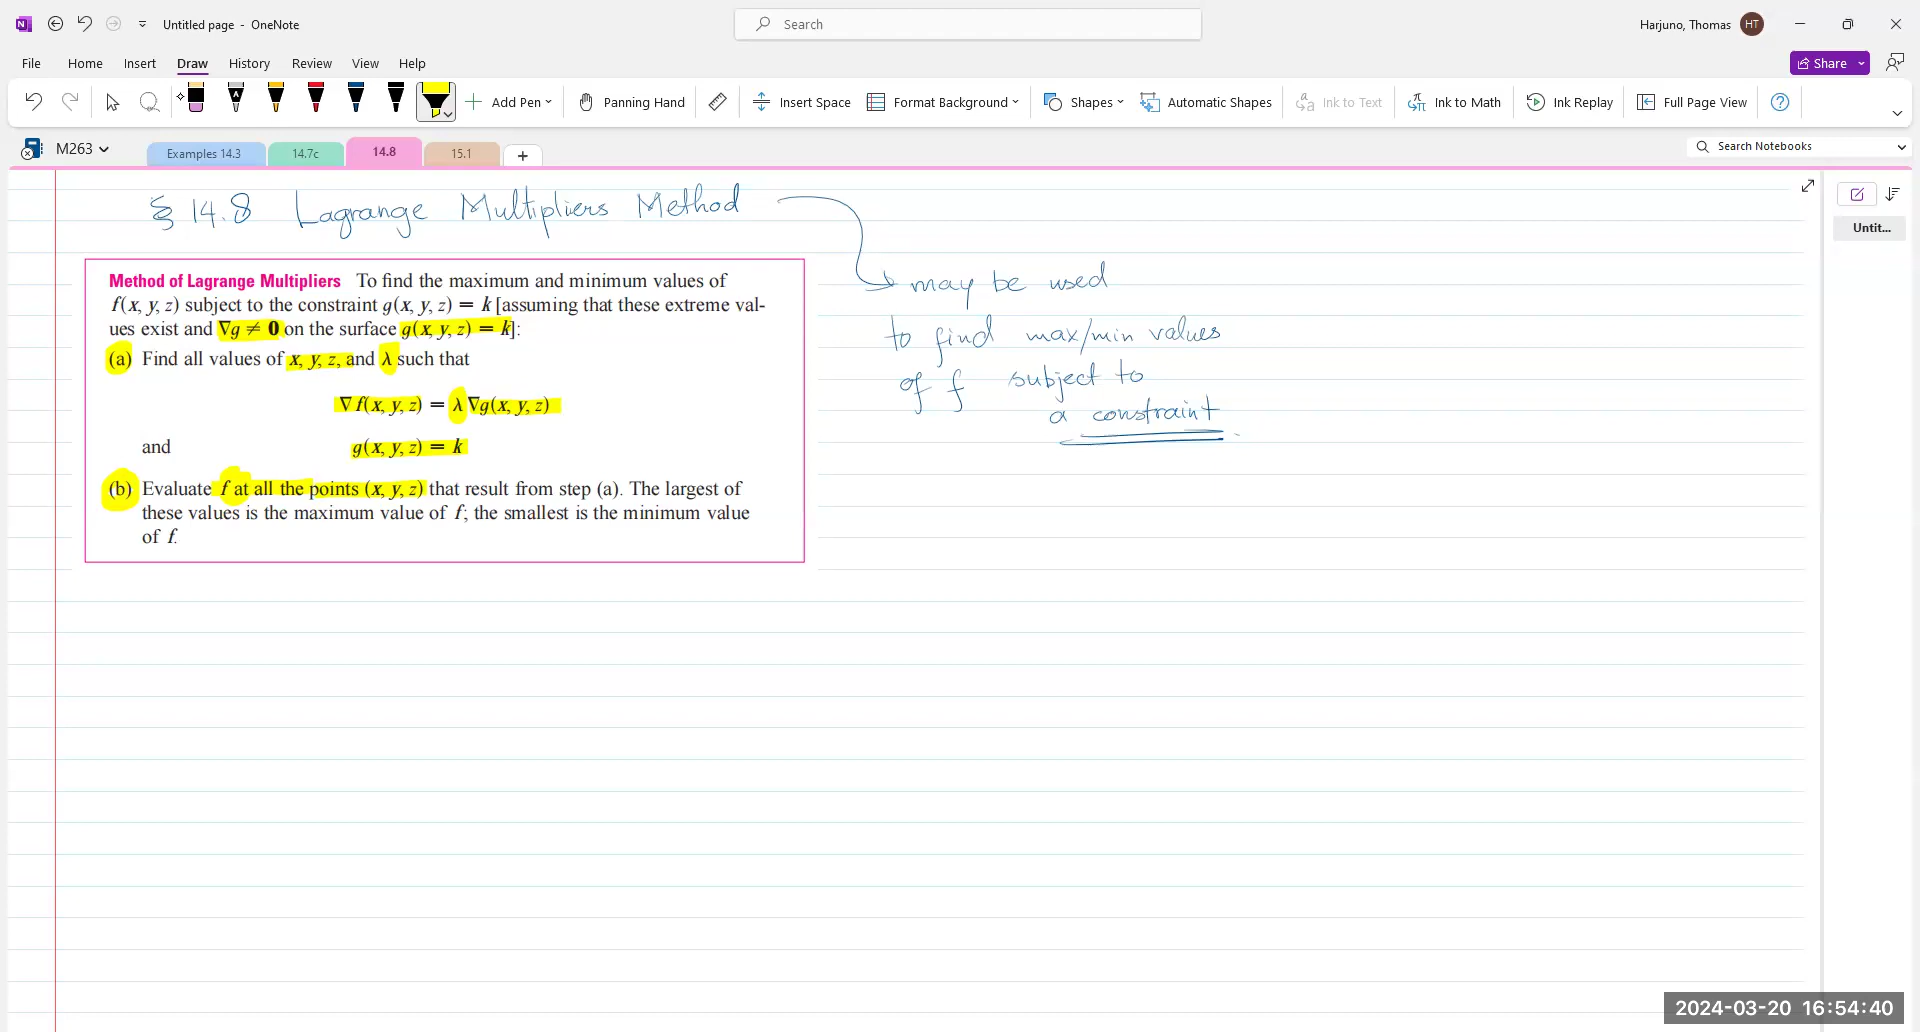 Untitled page - OneNote
Search
Harjuno, Thomas HT
File Home Insert Draw History Review View Help
Share
Add Pen Panning Hand Insert Space Format Background Shapes Automatic Shapes Ink to Text Ink to Math Ink Replay Full Page View
M263 Examples 14.3 14.7c 14.8 15.1 Search Notebooks
Untit...
§ 14.8 Lagrange Multipliers Method
Method of Lagrange Multipliers To find the maximum and minimum values of
f(x, y, z) subject to the constraint g(x, y, z) = k [assuming that these extreme val-
ues exist and ∇g ≠ 0 on the surface g(x, y, z) = k]:
(a) Find all values of x, y, z, and λ such that
∇f(x, y, z) = λ ∇g(x, y, z)
and g(x, y, z) = k
(b) Evaluate f at all the points (x, y, z) that result from step (a). The largest of
these values is the maximum value of f; the smallest is the minimum value
of f.
may be used
to find max/min values
of f subject to
a constraint
2024-03-20 16:54:40